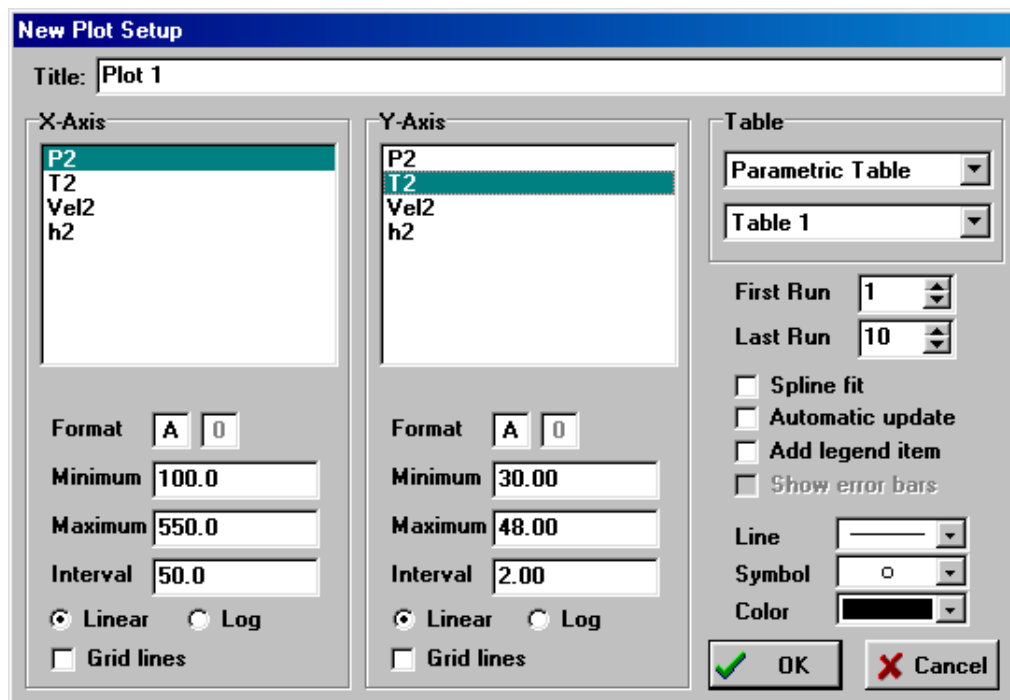 New Plot Setup
Title: Plot 1
X-Axis
P2
T2
Vel2
h2
Format A 0
Minimum 100.0
Maximum 550.0
Interval 50.0
Linear Log
Grid lines
Y-Axis
P2
T2
Vel2
h2
Format A 0
Minimum 30.00
Maximum 48.00
Interval 2.00
Linear Log
Grid lines
Table
Parametric Table
Table 1
First Run 1
Last Run 10
Spline fit
Automatic update
Add legend item
Show error bars
Line
Symbol
Color
OK Cancel